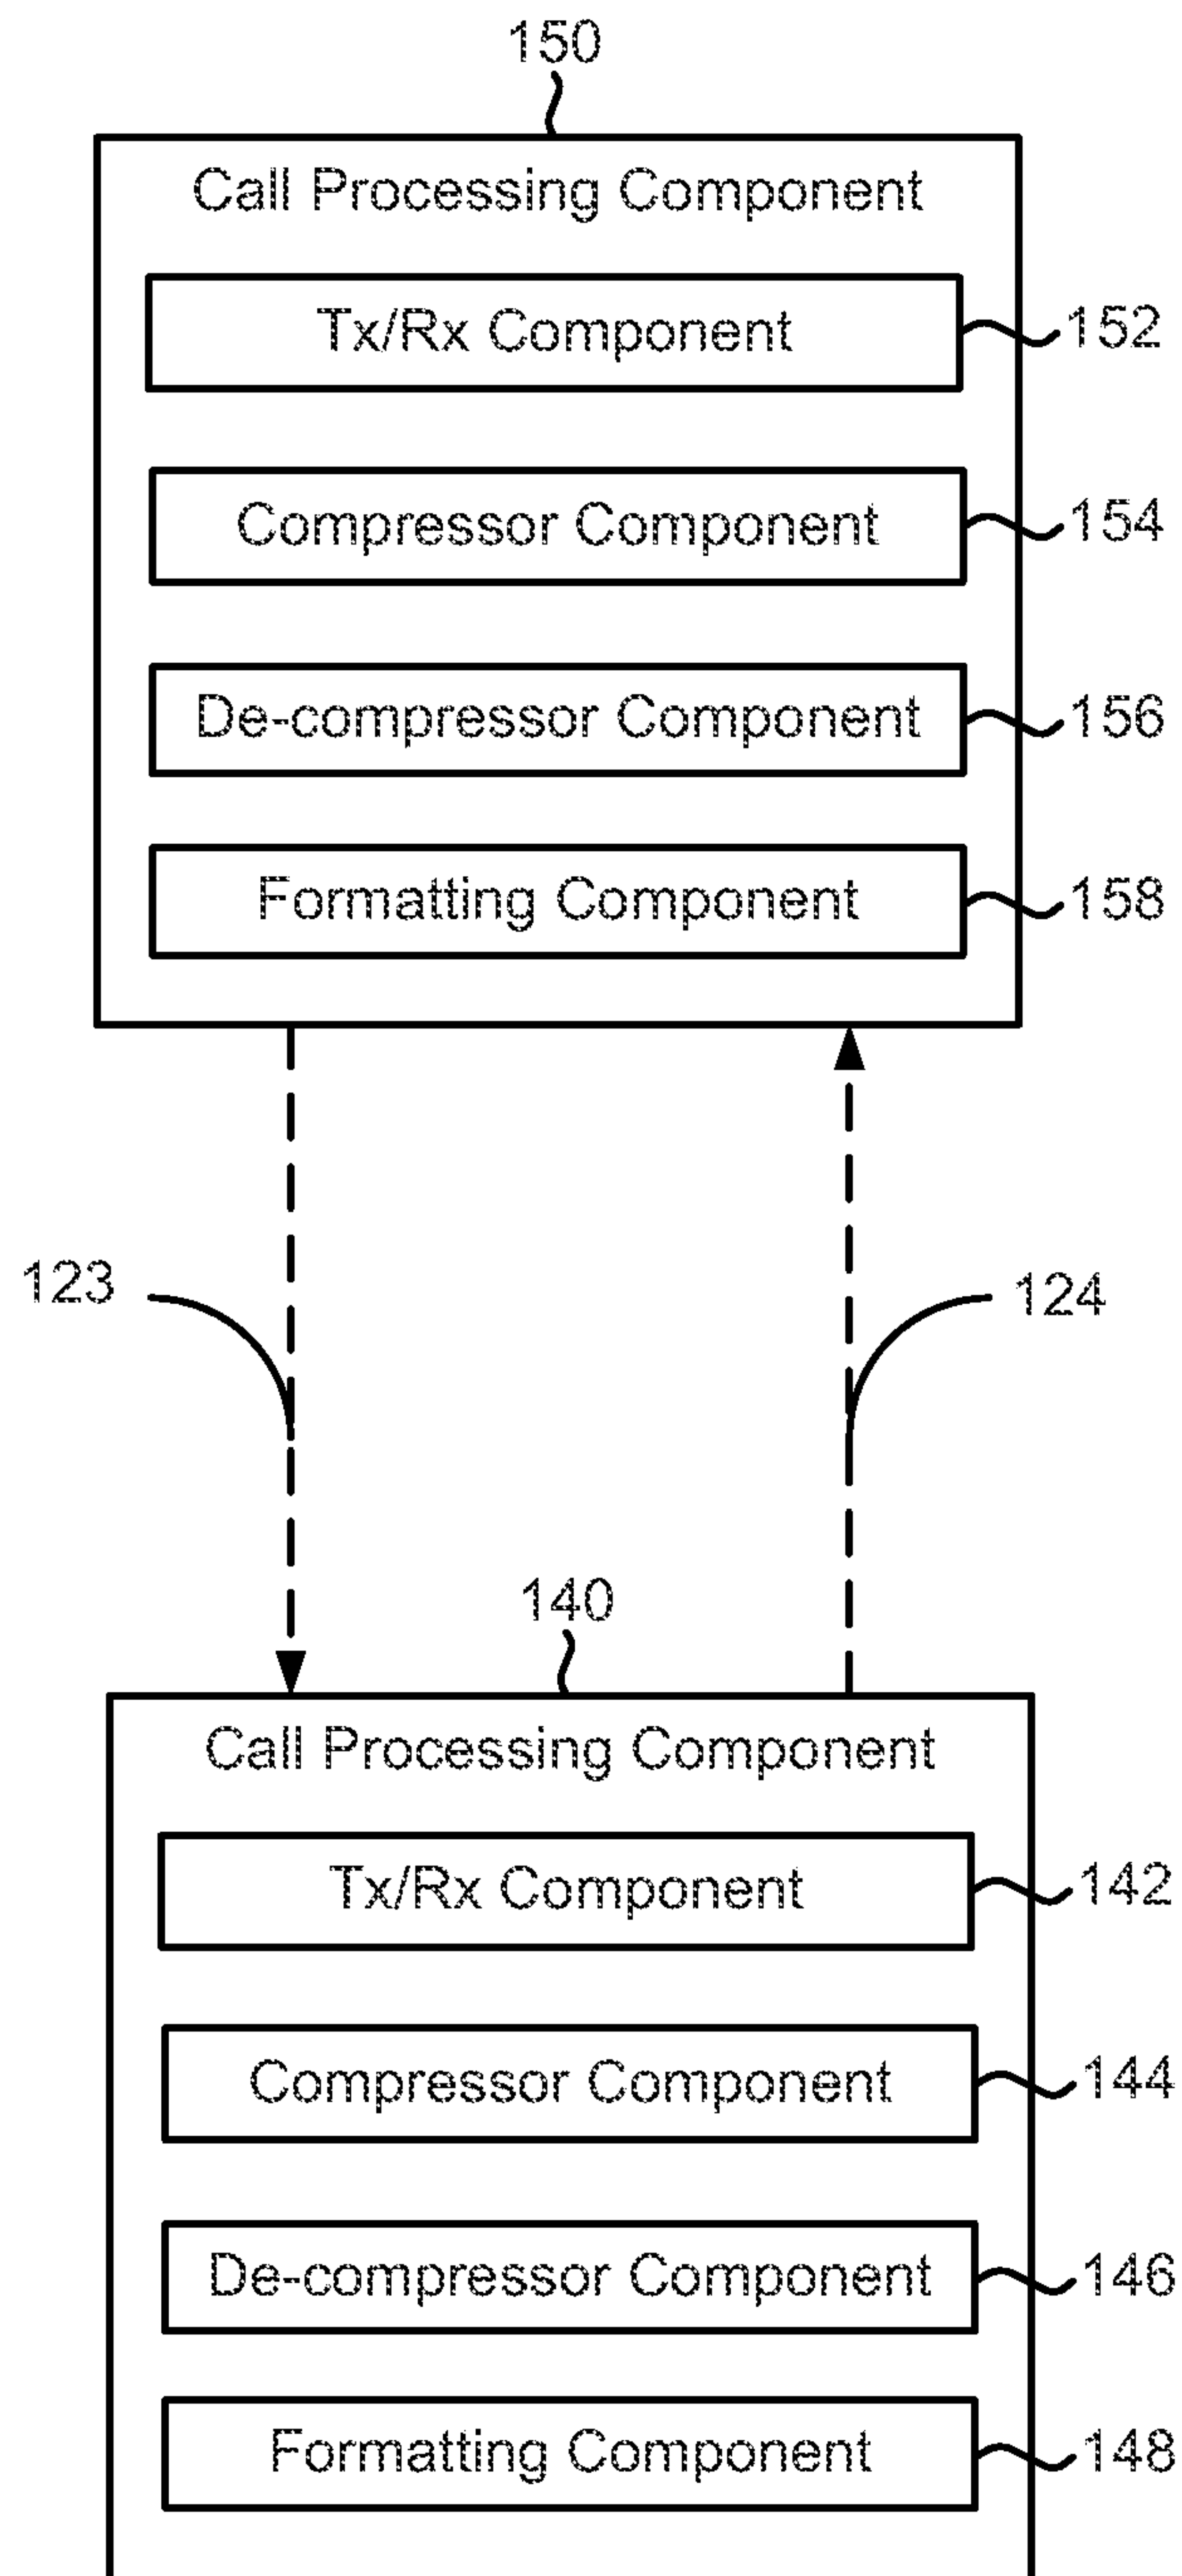 150
Call Processing Component
Tx/Rx Component
152
Compressor Component
154
De-compressor Component
156
Formatting Component
158
123
124
140
Call Processing Component
Tx/Rx Component
142
Compressor Component
144
De-compressor Component
146
Formatting Component
148